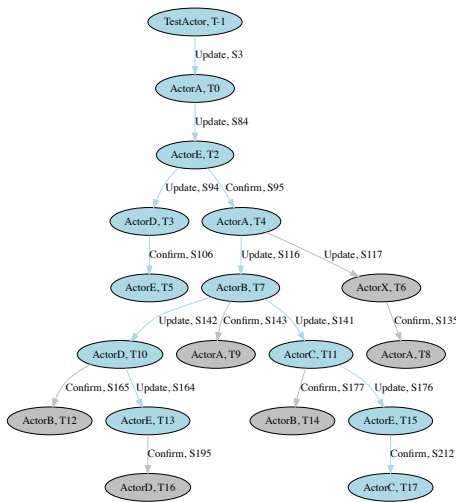 TestActor, T-1
Update, S3
ActorA, T0
Update, S84
ActorE, T2
Update, S94
Confirm, S95
ActorD, T3
ActorA, T4
Confirm, S106
Update, S116
Update, S117
ActorE, T5
ActorB, T7
ActorX, T6
Update, S142
Confirm, S143
Update, S141
Confirm, S135
ActorD, T10
ActorA, T9
ActorC, T11
ActorA, T8
Confirm, S165
Update, S164
Confirm, S177
Update, S176
ActorB, T12
ActorE, T13
ActorB, T14
ActorE, T15
Confirm, S195
Confirm, S212
ActorD, T16
ActorC, T17